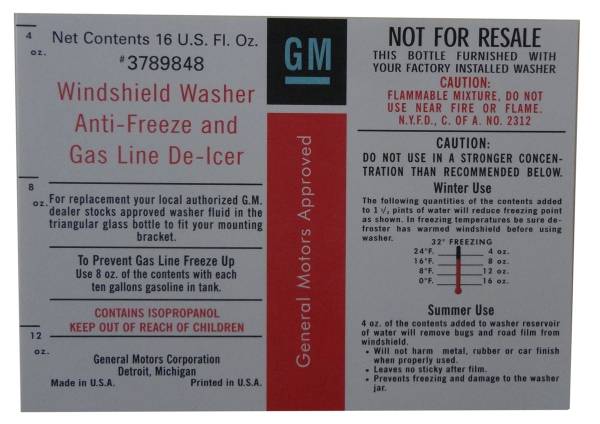 4
oz.
Net Contents 16 U.S. Fl. Oz.
#3789848
Windshield Washer
Anti-Freeze and
Gas Line De-Icer
8
oz.
For replacement your local authorized G.M.
dealer stocks approved washer fluid in the
triangular glass bottle to fit your mounting
bracket.
To Prevent Gas Line Freeze Up
Use 8 oz. of the contents with each
ten gallons gasoline in tank.
CONTAINS ISOPROPANOL
KEEP OUT OF REACH OF CHILDREN
12
oz.
General Motors Corporation
Detroit, Michigan
Made in U.S.A. Printed in U.S.A.
GM
General Motors Approved
NOT FOR RESALE
THIS BOTTLE FURNISHED WITH
YOUR FACTORY INSTALLED WASHER
CAUTION:
FLAMMABLE MIXTURE, DO NOT
USE NEAR FIRE OR FLAME.
N.Y.F.D., C. OF A. NO. 2312
CAUTION:
DO NOT USE IN A STRONGER CONCEN-
TRATION THAN RECOMMENDED BELOW.
Winter Use
The following quantities of the contents added
to 1 1/2 pints of water will reduce freezing point
as shown. In freezing temperatures be sure de-
froster has warmed windshield before using
washer.
32° FREEZING
24°F. 4 oz.
16°F. 8 oz.
8°F. 12 oz.
0°F. 16 oz.
Summer Use
4 oz. of the contents added to washer reservoir
of water will remove bugs and road film from
windshield.
• Will not harm metal, rubber or car finish
when properly used.
• Leaves no sticky after film.
• Prevents freezing and damage to the washer
jar.